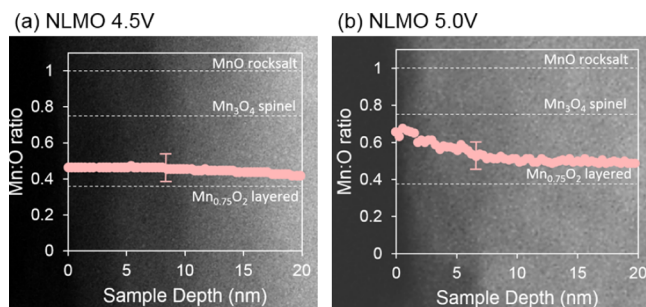 (a) NLMO 4.5V
(b) NLMO 5.0V
Mn:O ratio
1
0.8
0.6
0.4
0.2
0
MnO rocksalt
Mn₃O₄ spinel
Mn₀.₇₅O₂ layered
0 5 10 15 20
Sample Depth (nm)
Mn:O ratio
1
0.8
0.6
0.4
0.2
0
MnO rocksalt
Mn₃O₄ spinel
Mn₀.₇₅O₂ layered
0 5 10 15 20
Sample Depth (nm)